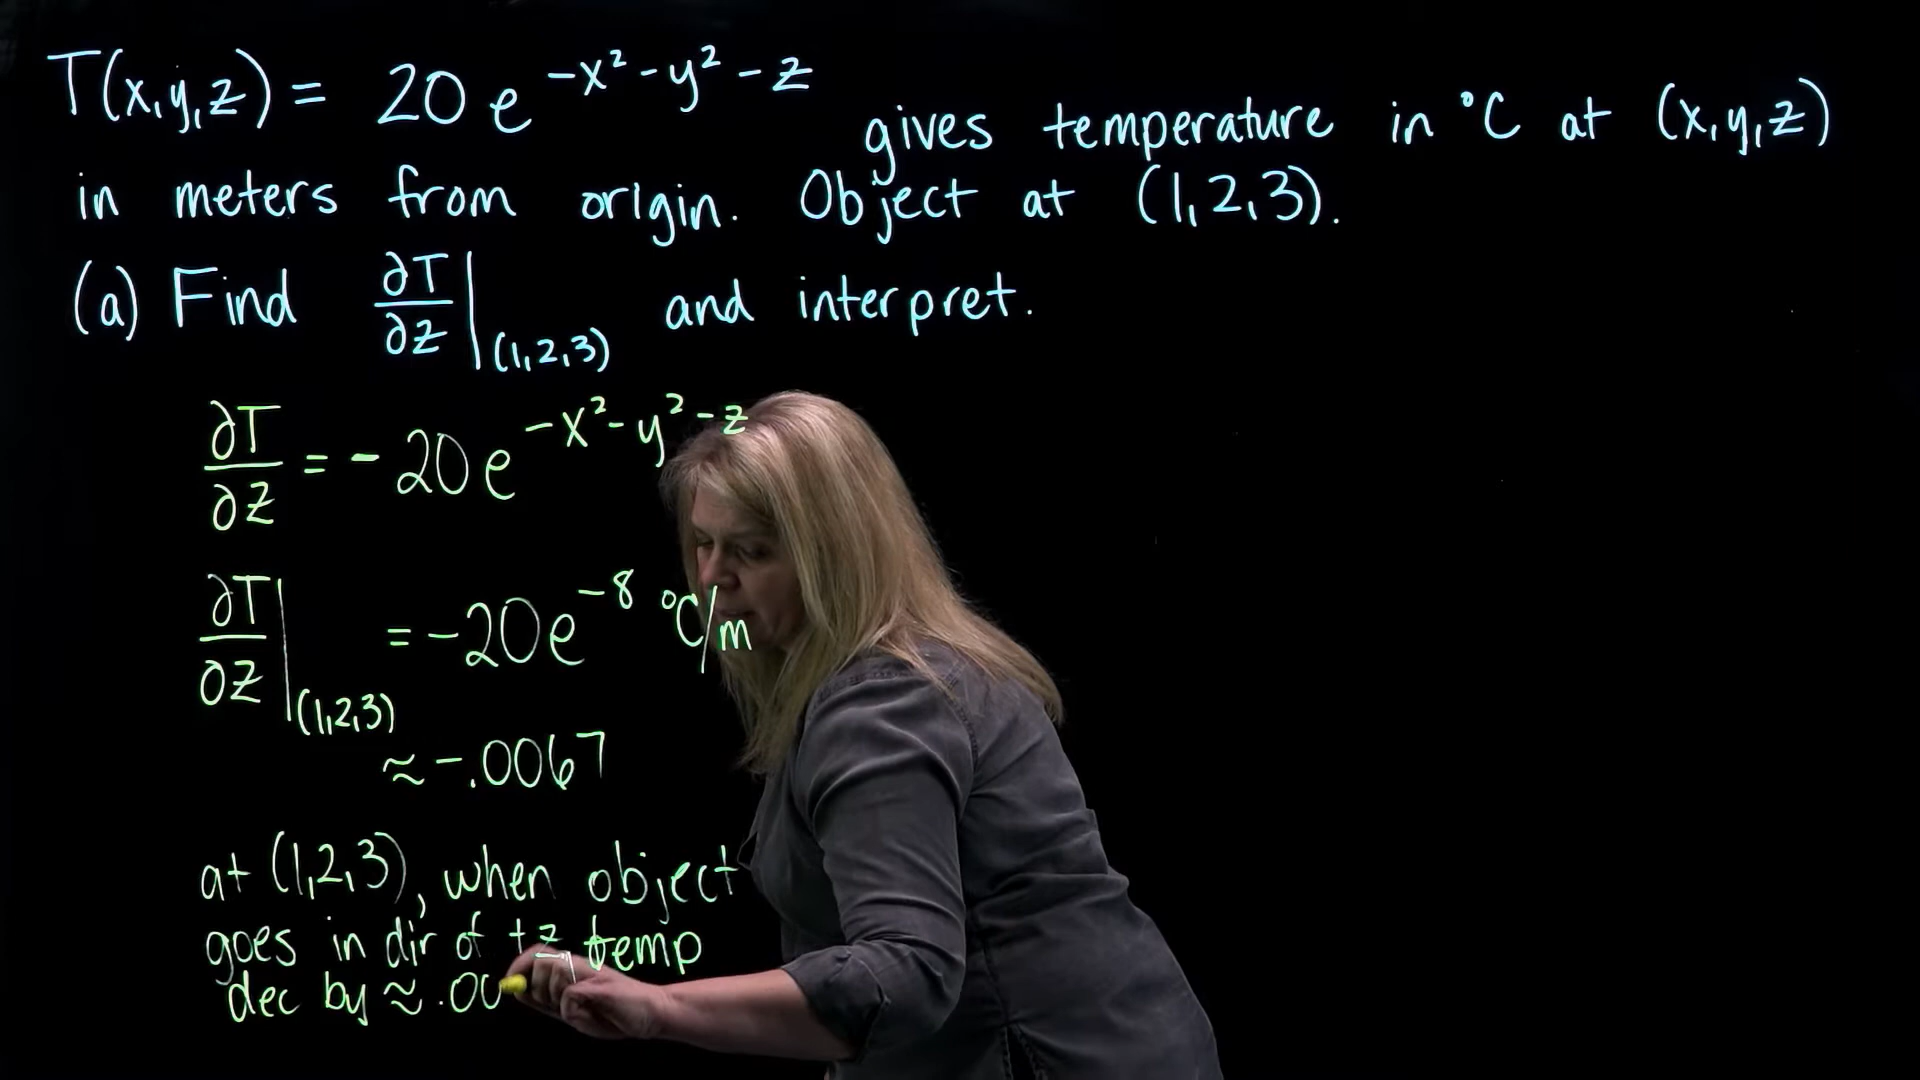 T(x,y,z) = 20 e^{-x² - y² - z} gives temperature in °C at (x,y,z)
in meters from origin. Object at (1,2,3).
(a) Find ∂T/∂z |_(1,2,3) and interpret.
∂T/∂z = - 20 e^{-x² - y² - z}
∂T/∂z |_(1,2,3) = -20e^{-8} °C/m
≈ -.0067
at (1,2,3), when object
goes in dir of +z temp
dec by ≈ .00